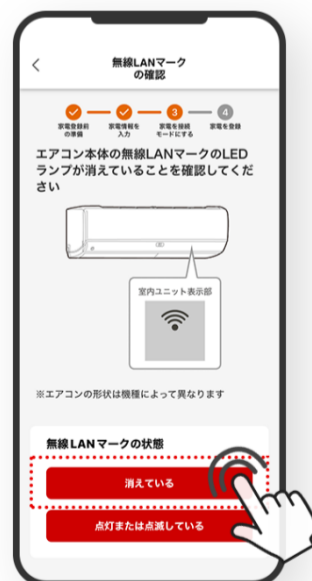 無線LANマーク
の確認
3
4
家電登録前
の準備
家電情報を
入力
家電を接続
モードにする
家電を登録
エアコン本体の無線LANマークのLED
ランプが消えていることを確認してくだ
さい
室内ユニット表示部
※エアコンの形状は機種によって異なります
無線LANマークの状態
消えている
点灯または点滅している